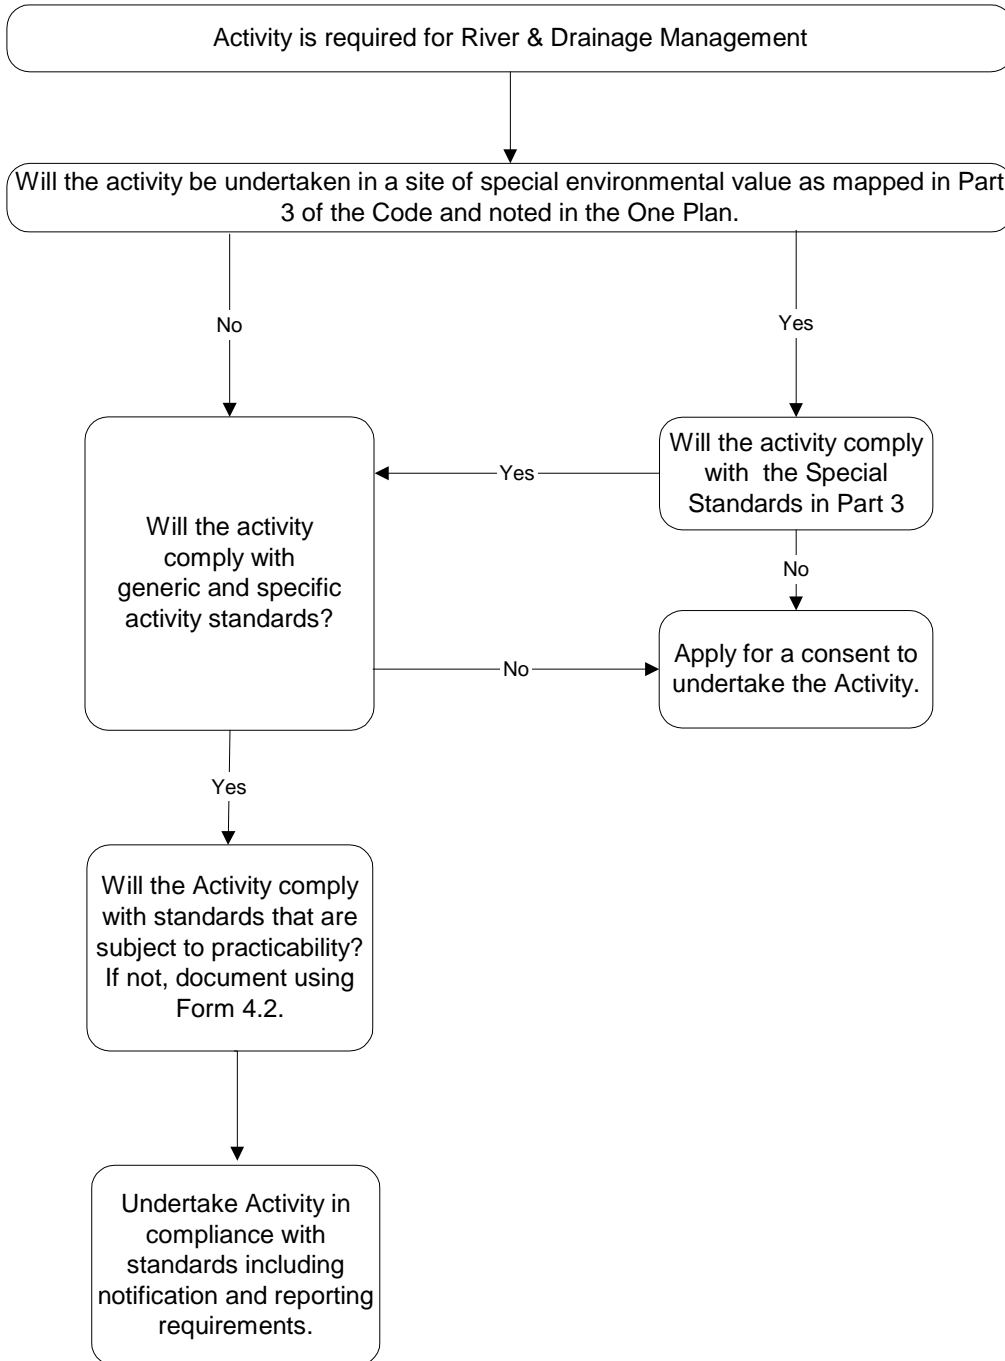 Activity is required for River & Drainage Management
Will the activity be undertaken in a site of special environmental value as mapped in Part
3 of the Code and noted in the One Plan.
No
Yes
Will the activity
comply with
generic and specific
activity standards?
Yes
Will the activity comply
with the Special
Standards in Part 3
No
No
Apply for a consent to
undertake the Activity.
Yes
Will the Activity comply
with standards that are
subject to practicability?
If not, document using
Form 4.2.
Undertake Activity in
compliance with
standards including
notification and reporting
requirements.